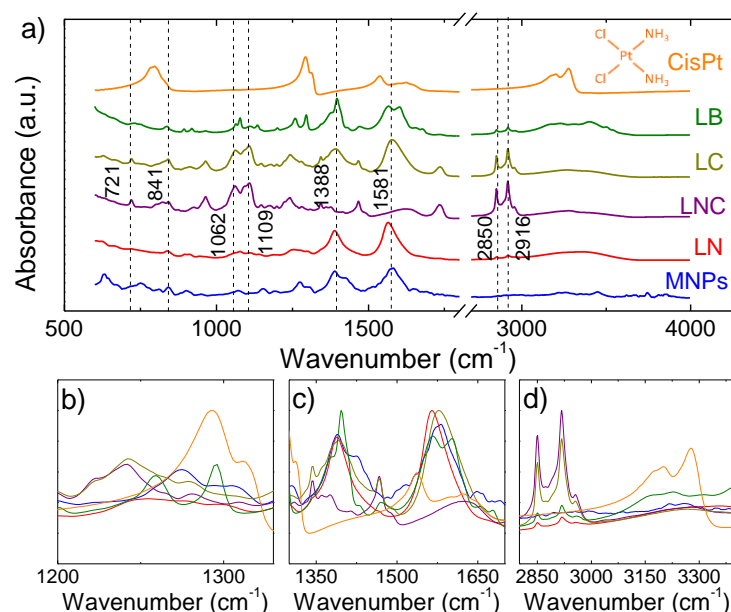 a)
Cl
NH3
Pt
Cl
NH3
CisPt
LB
LC
LNC
LN
MNPs
721
841
1062
1109
1388
1581
2850
2916
Absorbance (a.u.)
500 1000 1500 3000 4000
Wavenumber (cm⁻¹)
b) c) d)
1200 1300 1350 1500 1650 2850 3000 3150 3300
Wavenumber (cm⁻¹) Wavenumber (cm⁻¹) Wavenumber (cm⁻¹)